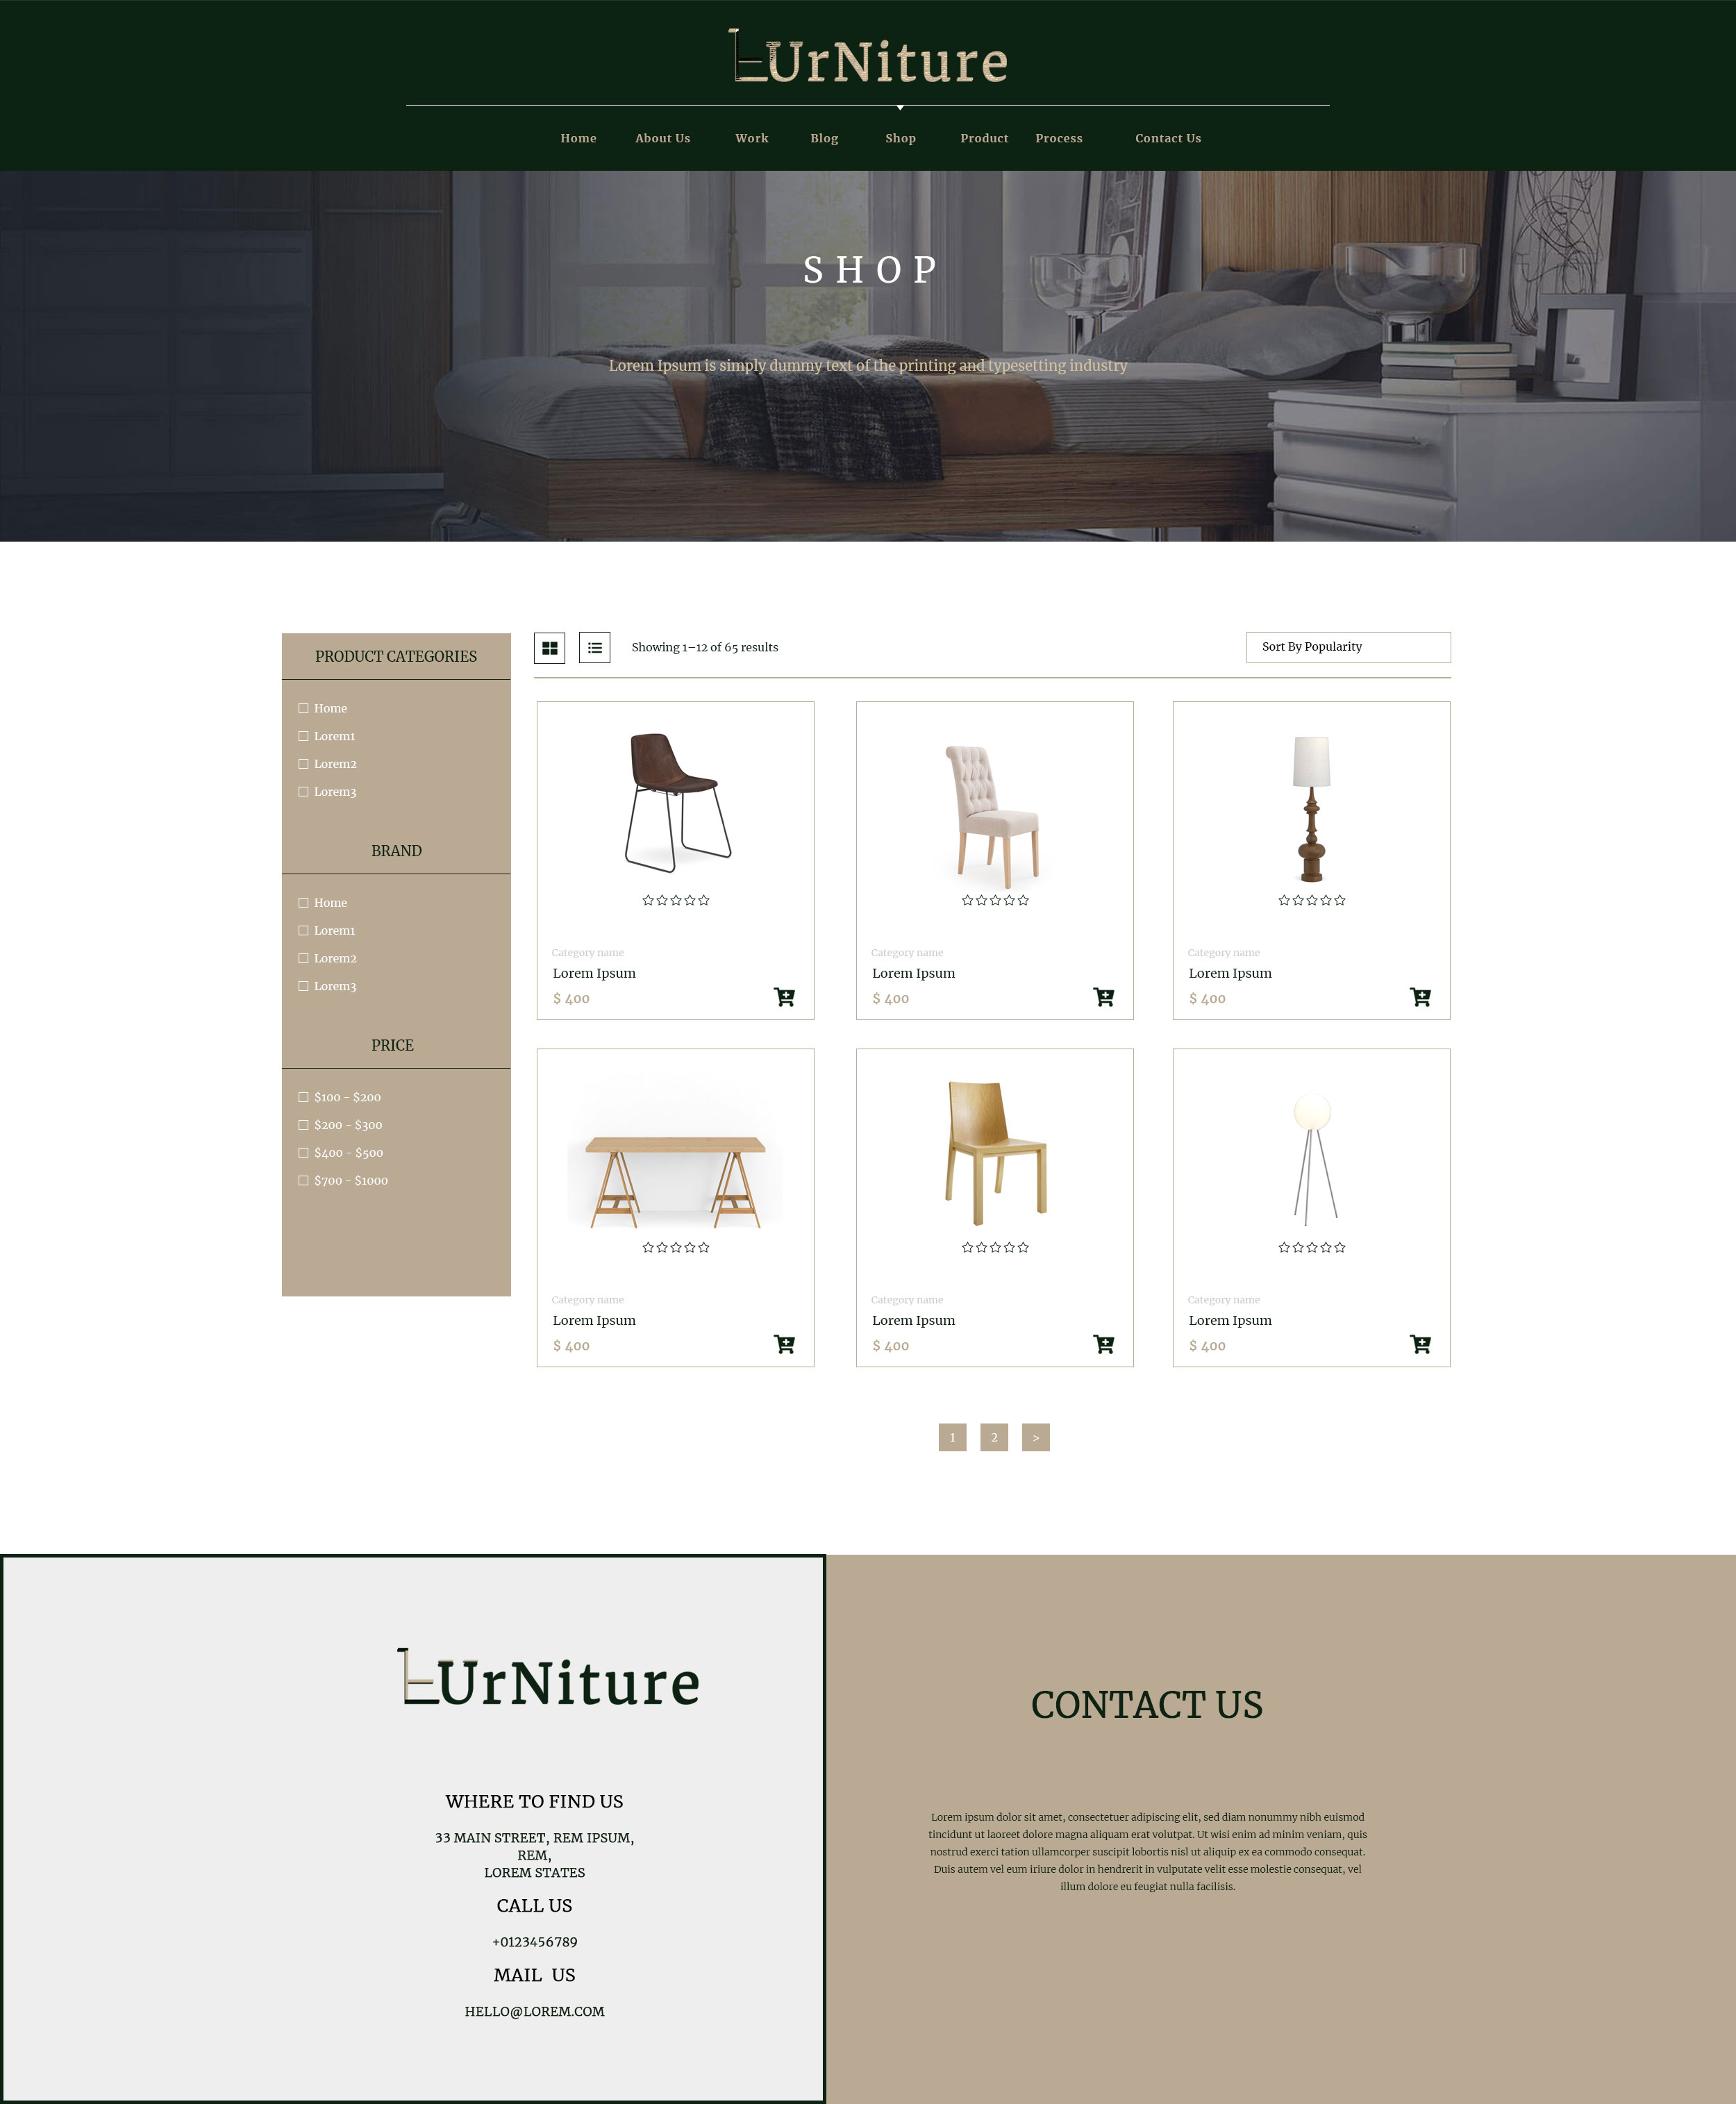 UrNiture
Home About Us Work Blog Shop Product Process Contact Us
SHOP
Lorem Ipsum is simply dummy text of the printing and typesetting industry
PRODUCT CATEGORIES
Home
Lorem1
Lorem2
Lorem3
BRAND
Home
Lorem1
Lorem2
Lorem3
PRICE
$100 - $200
$200 - $300
$400 - $500
$700 - $1000
Showing 1–12 of 65 results
Sort By Popularity
Category name
Lorem Ipsum
$ 400
Category name
Lorem Ipsum
$ 400
Category name
Lorem Ipsum
$ 400
Category name
Lorem Ipsum
$ 400
Category name
Lorem Ipsum
$ 400
Category name
Lorem Ipsum
$ 400
1 2 >
UrNiture
WHERE TO FIND US
33 MAIN STREET, REM IPSUM,
REM,
LOREM STATES
CALL US
+0123456789
MAIL US
HELLO@LOREM.COM
CONTACT US
Lorem ipsum dolor sit amet, consectetuer adipiscing elit, sed diam nonummy nibh euismod
tincidunt ut laoreet dolore magna aliquam erat volutpat. Ut wisi enim ad minim veniam, quis
nostrud exerci tation ullamcorper suscipit lobortis nisl ut aliquip ex ea commodo consequat.
Duis autem vel eum iriure dolor in hendrerit in vulputate velit esse molestie consequat, vel
illum dolore eu feugiat nulla facilisis.